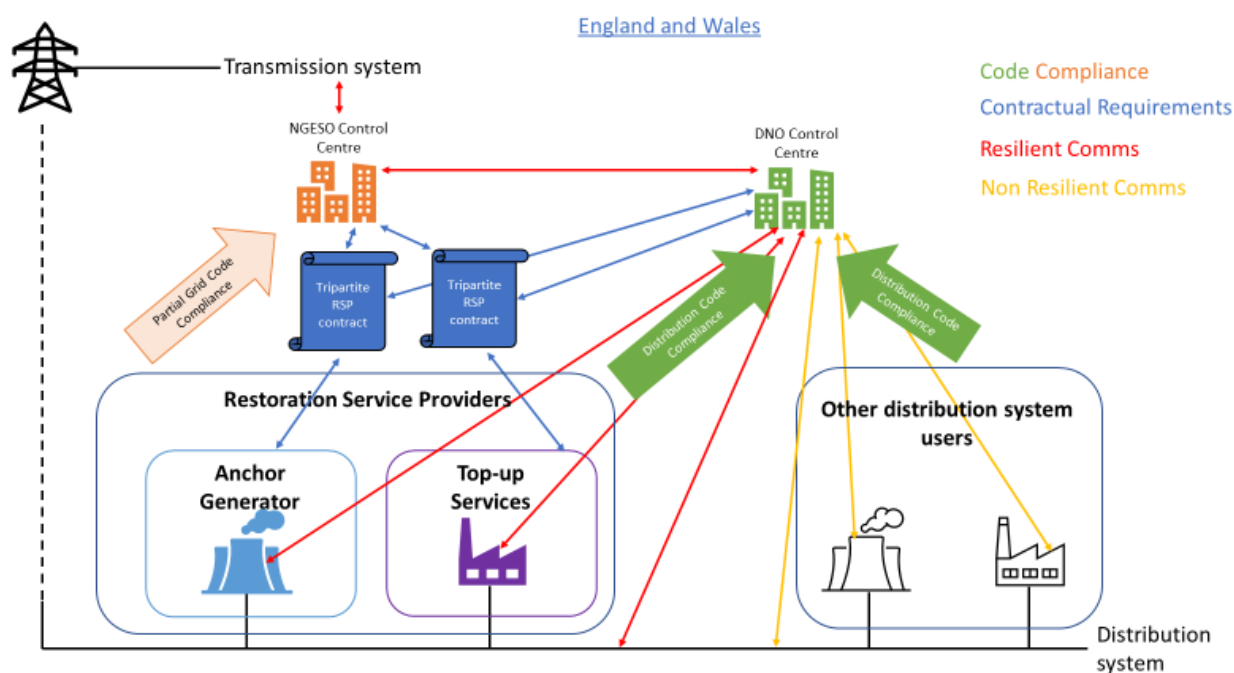 England and Wales
Transmission system
Code Compliance
Contractual Requirements
Resilient Comms
Non Resilient Comms
NGESO Control
Centre
DNO Control
Centre
Partial Grid Code
Compliance
Tripartite
RSP
contract
Tripartite
RSP
contract
Distribution Code
Compliance
Distribution Code
Compliance
Restoration Service Providers
Anchor
Generator
Top-up
Services
Other distribution system
users
Distribution
system